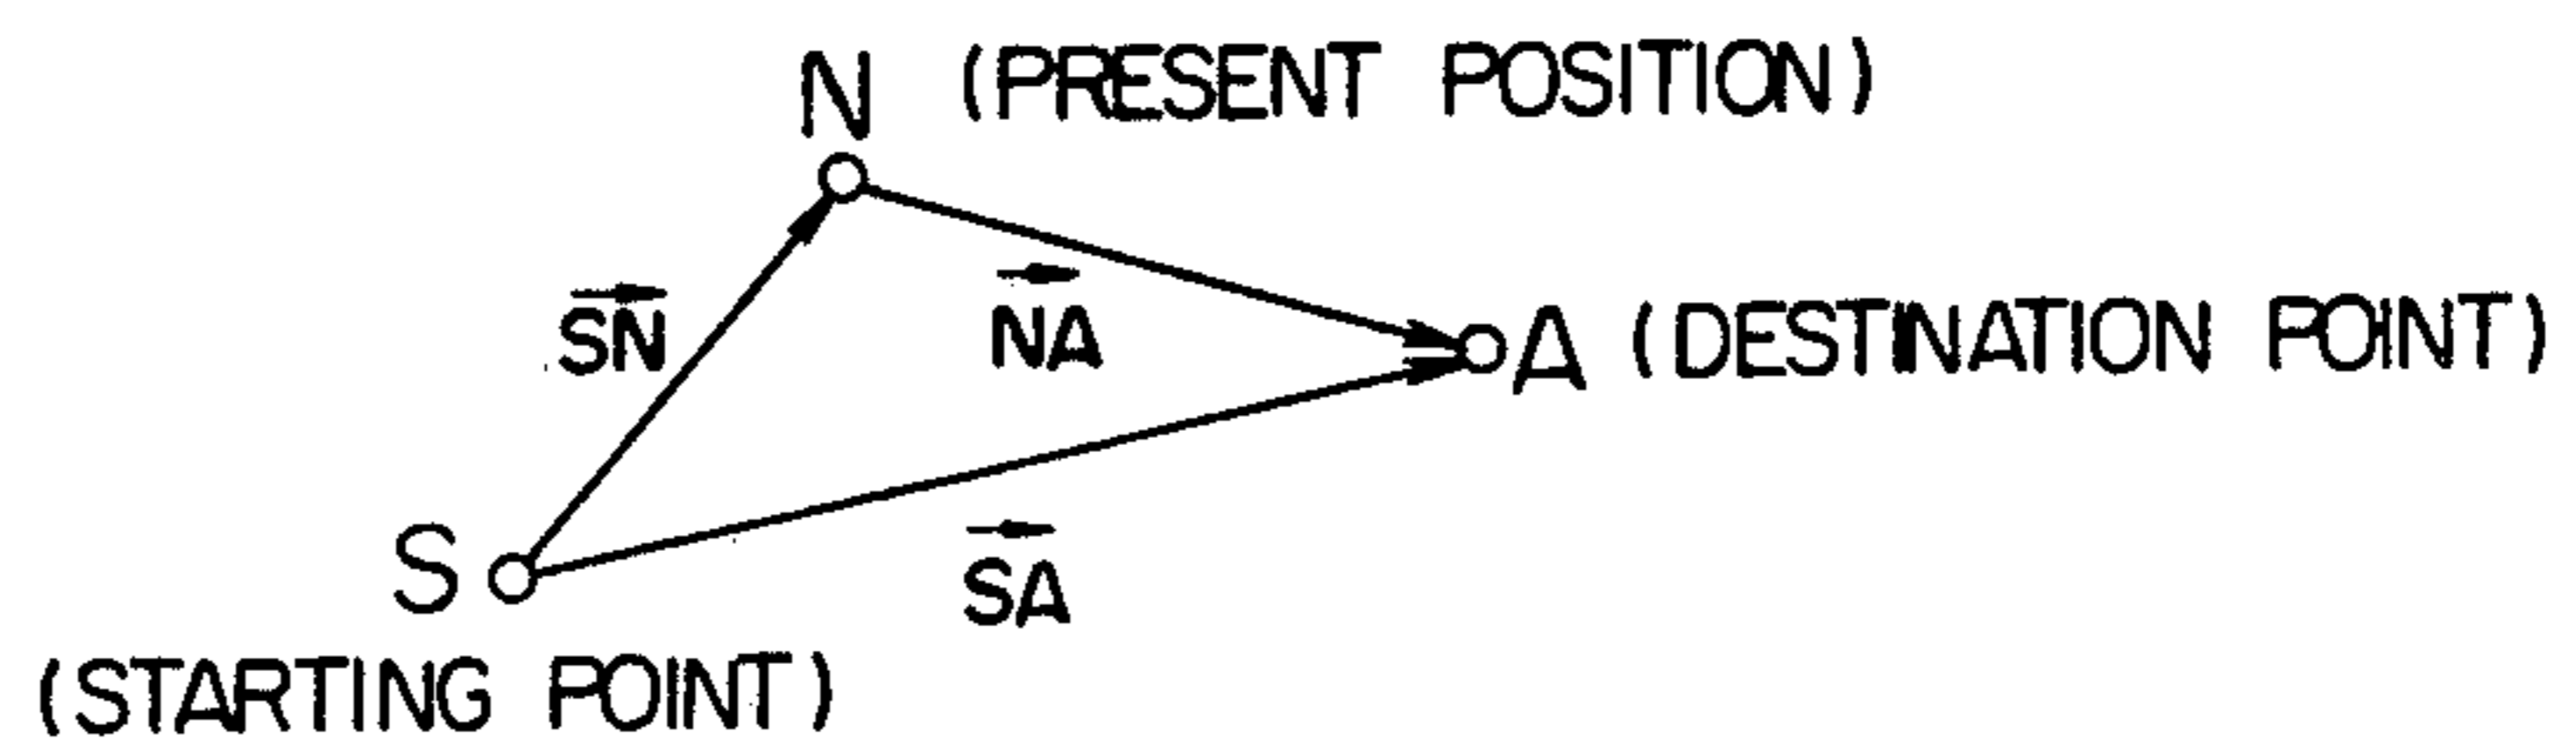 N (PRESENT POSITION)
SN
NA
A (DESTINATION POINT)
S
SA
(STARTING POINT)